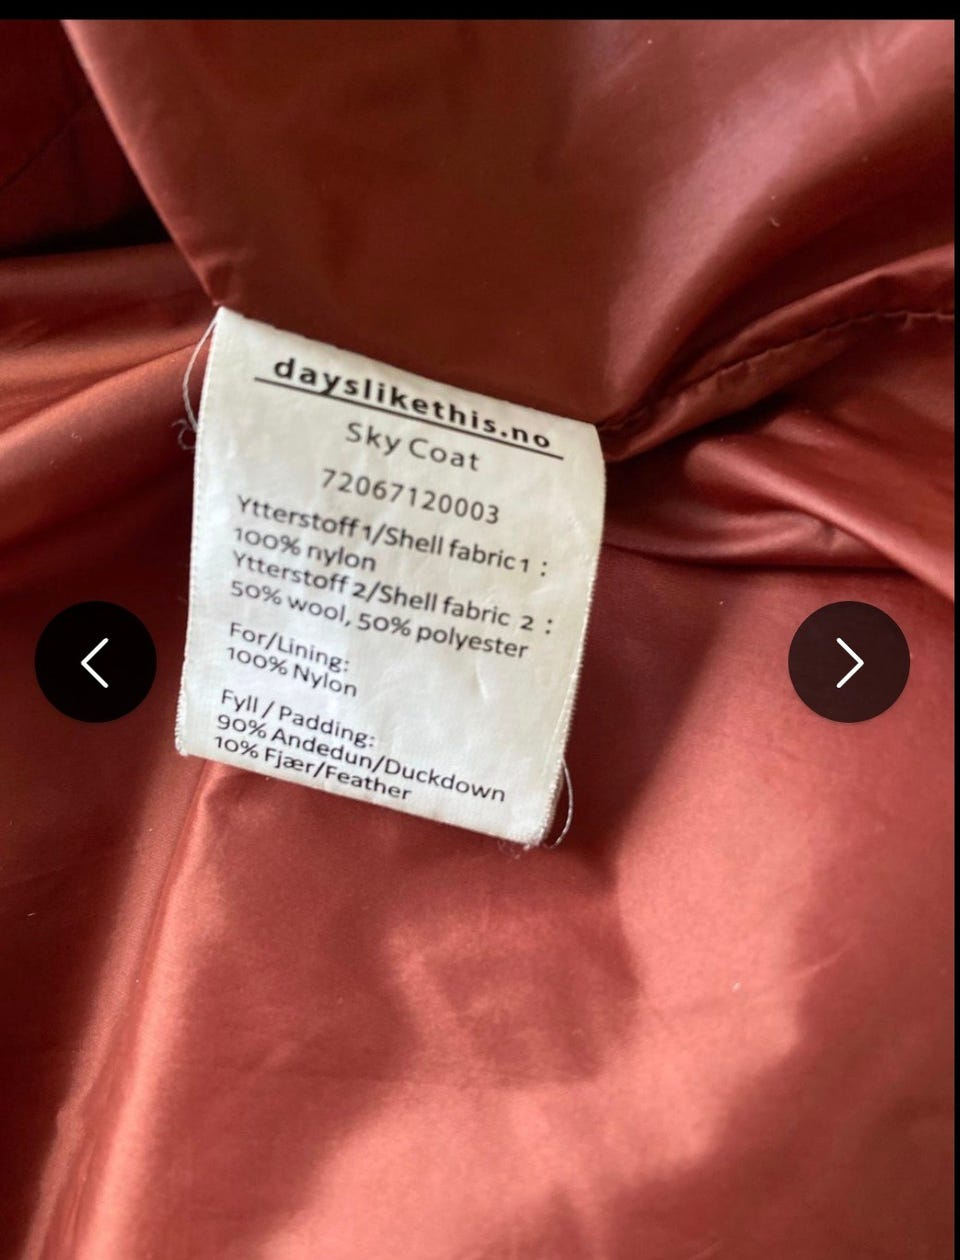 dayslikethis.no
Sky Coat
72067120003
Ytterstoff 1/Shell fabric 1 :
100% nylon
Ytterstoff 2/Shell fabric 2 :
50% wool, 50% polyester
For/Lining:
100% Nylon
Fyll / Padding:
90% Andedun/Duckdown
10% Fjær/Feather